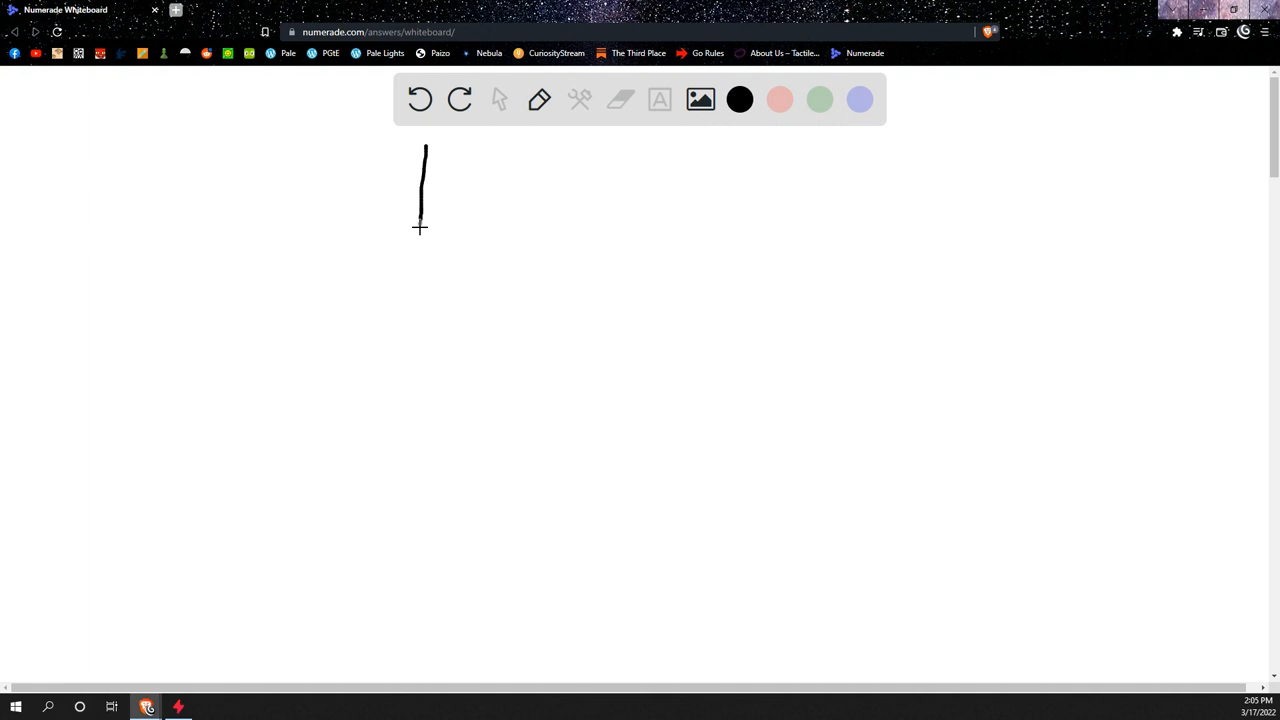 Numerade Whiteboard
numerade.com/answers/whiteboard/
Pale PGtE Pale Lights Paizo Nebula CuriosityStream The Third Place Go Rules About Us – Tactile... Numerade
A
2:05 PM
3/17/2022